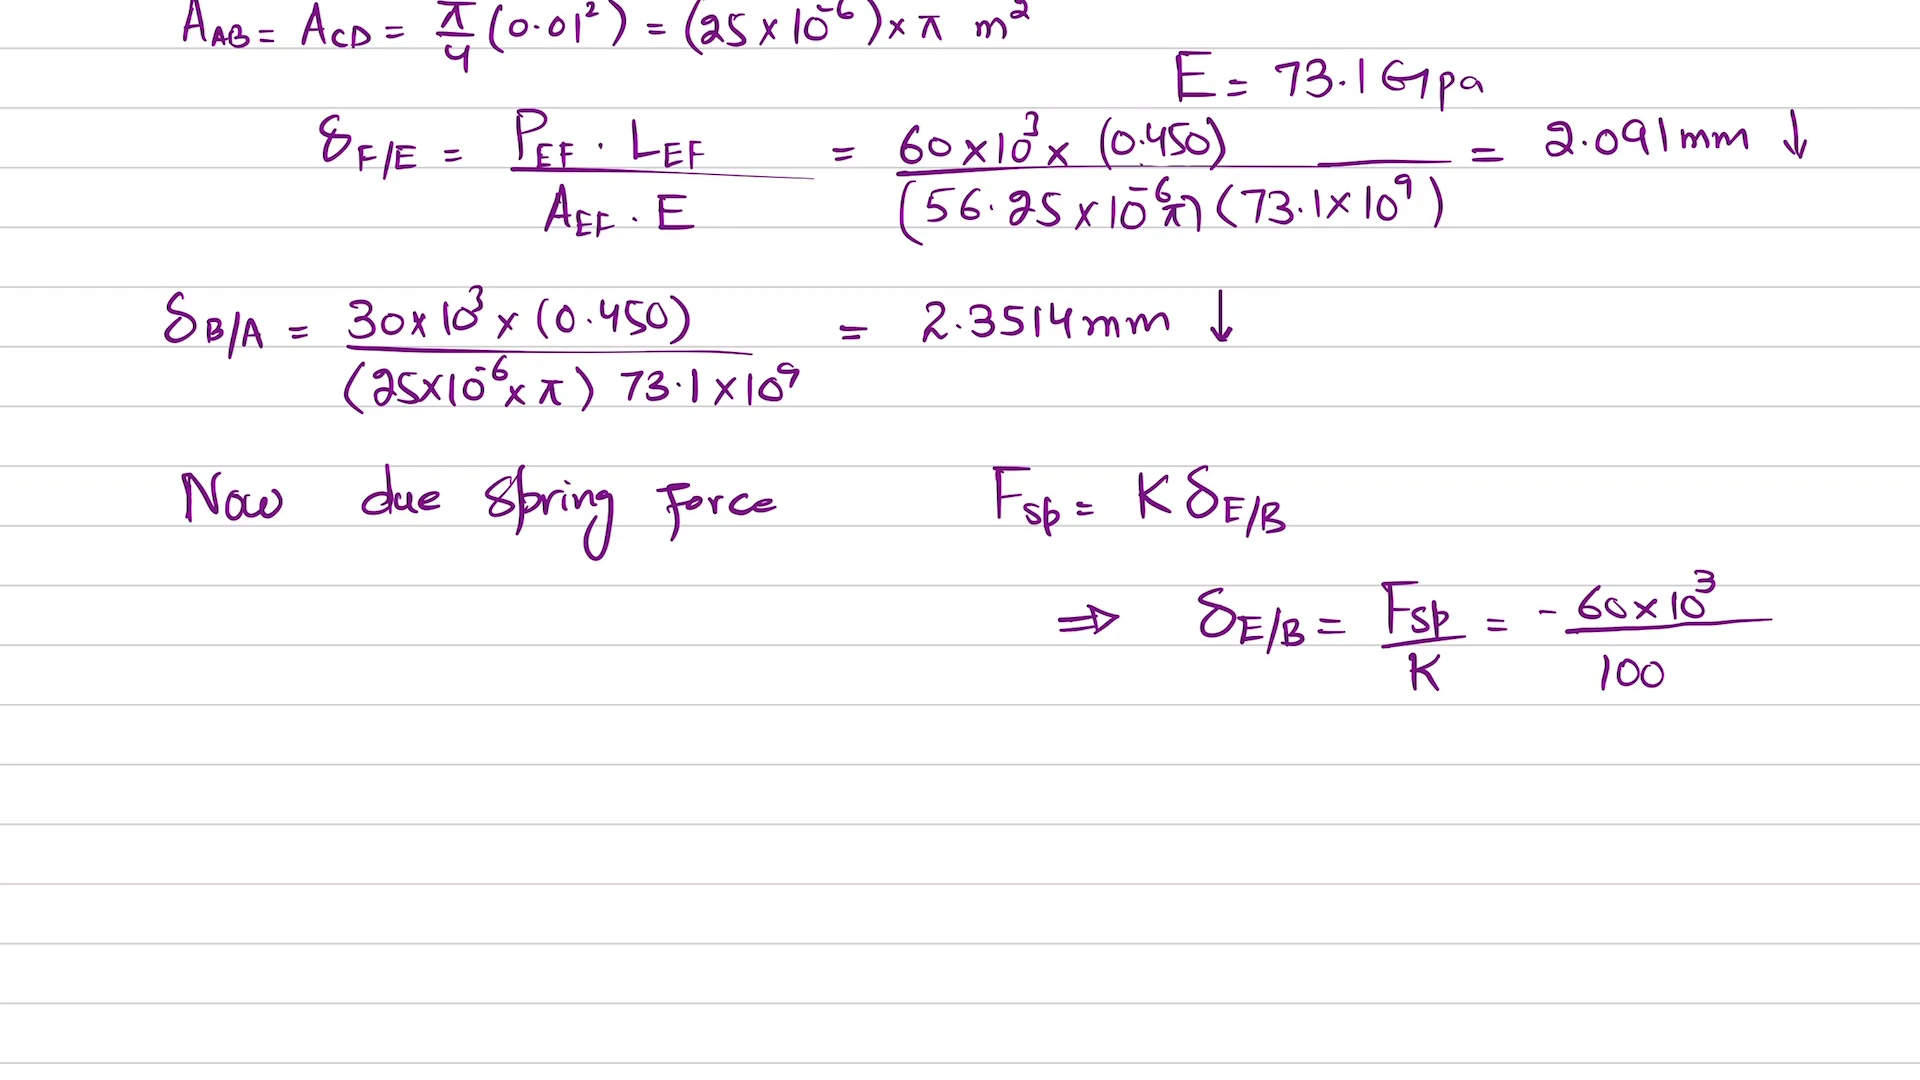 A_AB = A_CD = π/4 (0.01²) = (25 × 10⁻⁶) × π m²
E = 73.1 Gpa
δ_F/E = P_EF · L_EF / A_EF · E = 60 × 10³ × (0.450) / (56.25 × 10⁻⁶π) (73.1 × 10⁹) = 2.091 mm ↓
δ_B/A = 30 × 10³ × (0.450) / (25 × 10⁻⁶ × π) 73.1 × 10⁹ = 2.3514 mm ↓
Now due spring force F_sp = K δ_E/B
⇒ δ_E/B = F_sp / K = - 60 × 10³ / 100